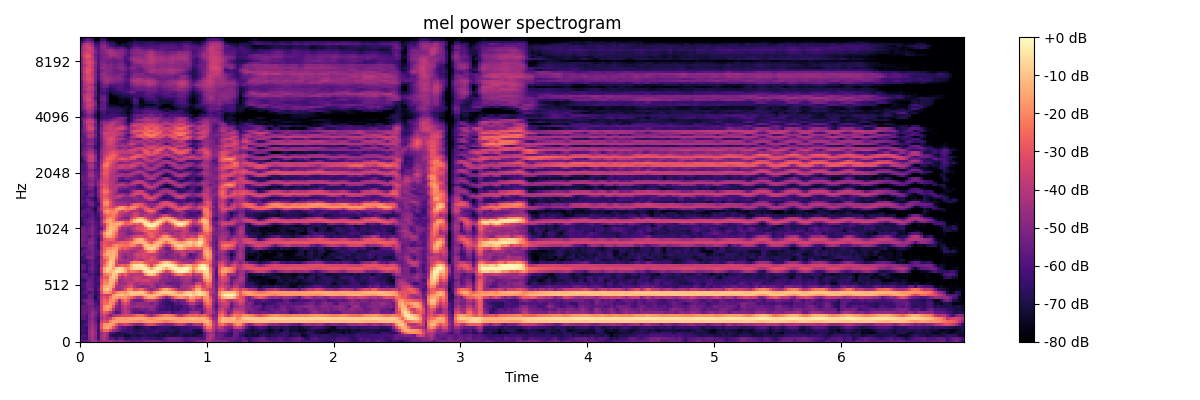 mel power spectrogram
Hz
8192
4096
2048
1024
512
0
0 1 2 3 4 5 6
Time
+0 dB
-10 dB
-20 dB
-30 dB
-40 dB
-50 dB
-60 dB
-70 dB
-80 dB